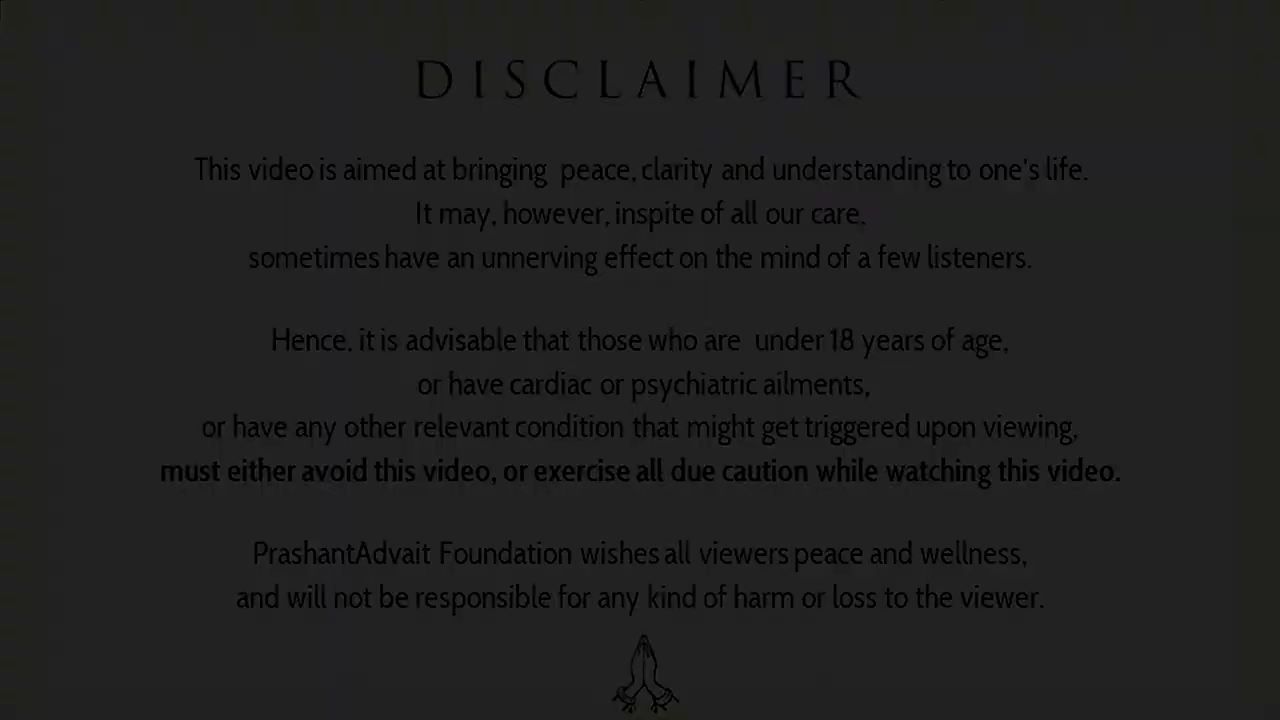 DISCLAIMER
This video is aimed at bringing peace, clarity and understanding to one's life.
It may, however, inspite of all our care,
sometimes have an unnerving effect on the mind of a few listeners.
Hence, it is advisable that those who are under 18 years of age,
or have cardiac or psychiatric ailments,
or have any other relevant condition that might get triggered upon viewing,
must either avoid this video, or exercise all due caution while watching this video.
PrashantAdvait Foundation wishes all viewers peace and wellness,
and will not be responsible for any kind of harm or loss to the viewer.